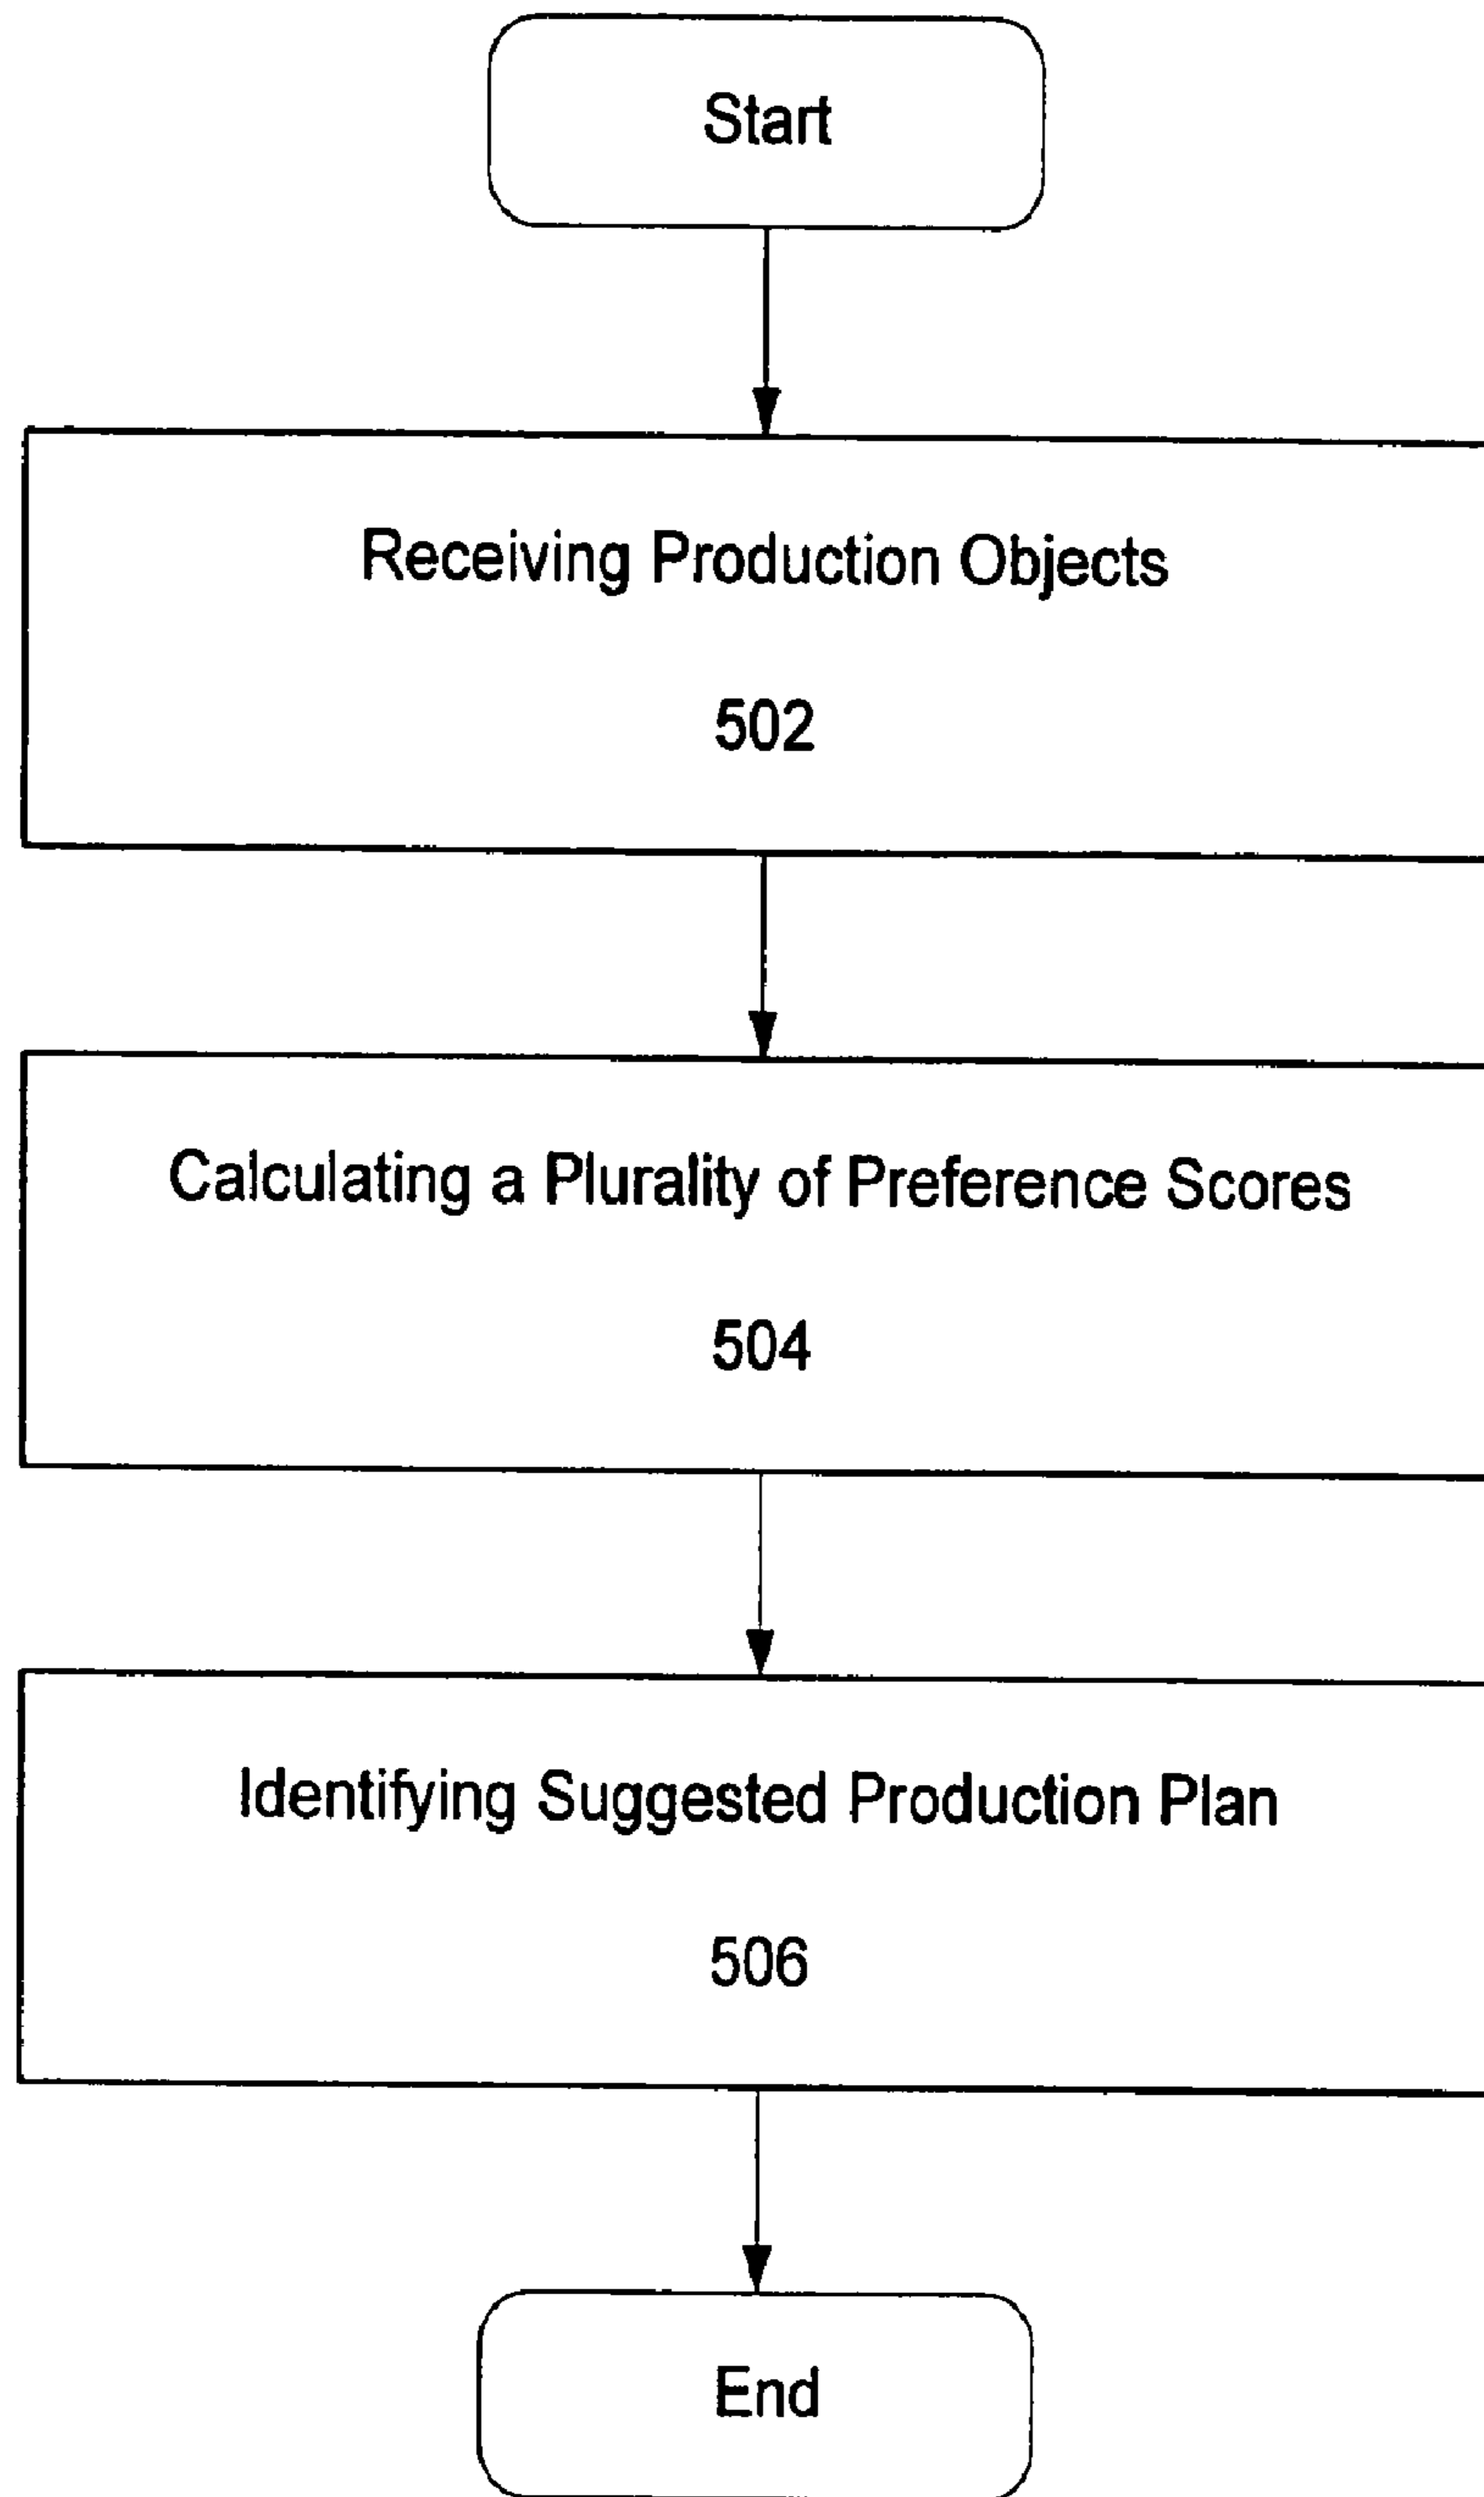 Start
Receiving Production Objects
502
Calculating a Plurality of Preference Scores
504
Identifying Suggested Production Plan
506
End